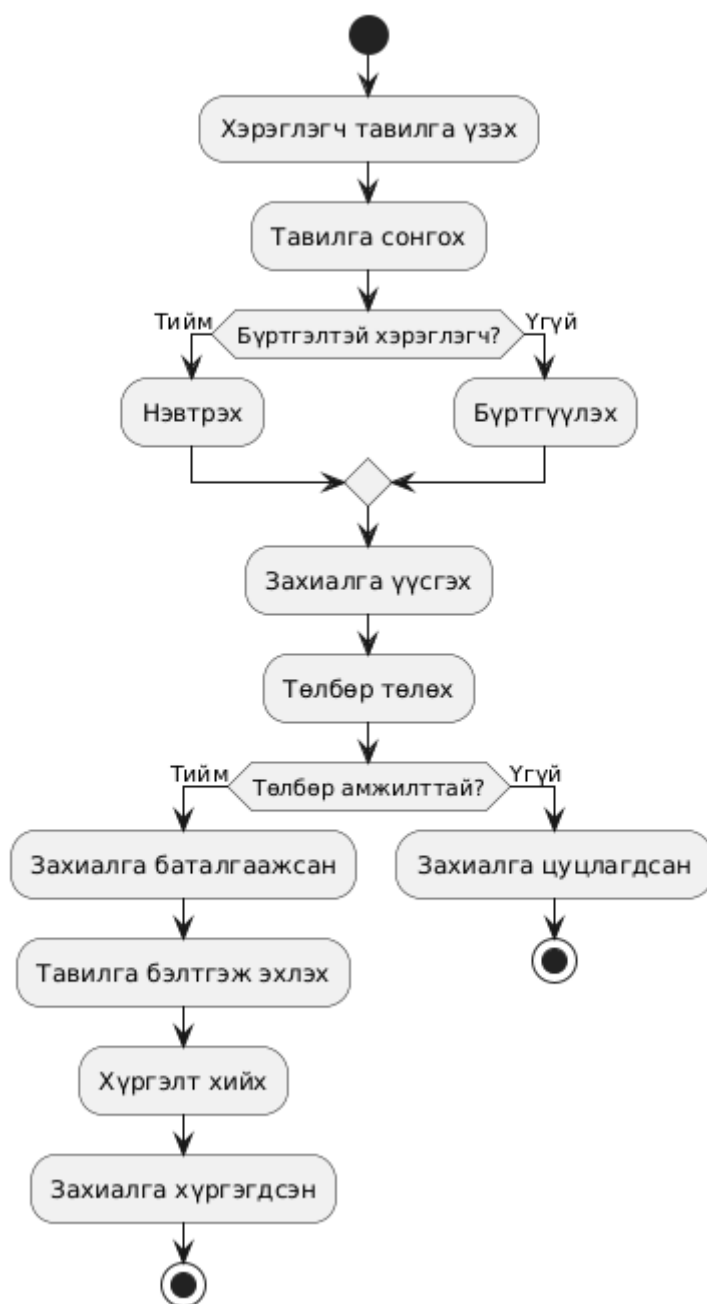 Хэрэглэгч тавилга үзэх
Тавилга сонгох
Тийм
Бүртгэлтэй хэрэглэгч?
Үгүй
Нэвтрэх
Бүртгүүлэх
Захиалга үүсгэх
Төлбөр төлөх
Тийм
Төлбөр амжилттай?
Үгүй
Захиалга баталгаажсан
Захиалга цуцлагдсан
Тавилга бэлтгэж эхлэх
Хүргэлт хийх
Захиалга хүргэгдсэн